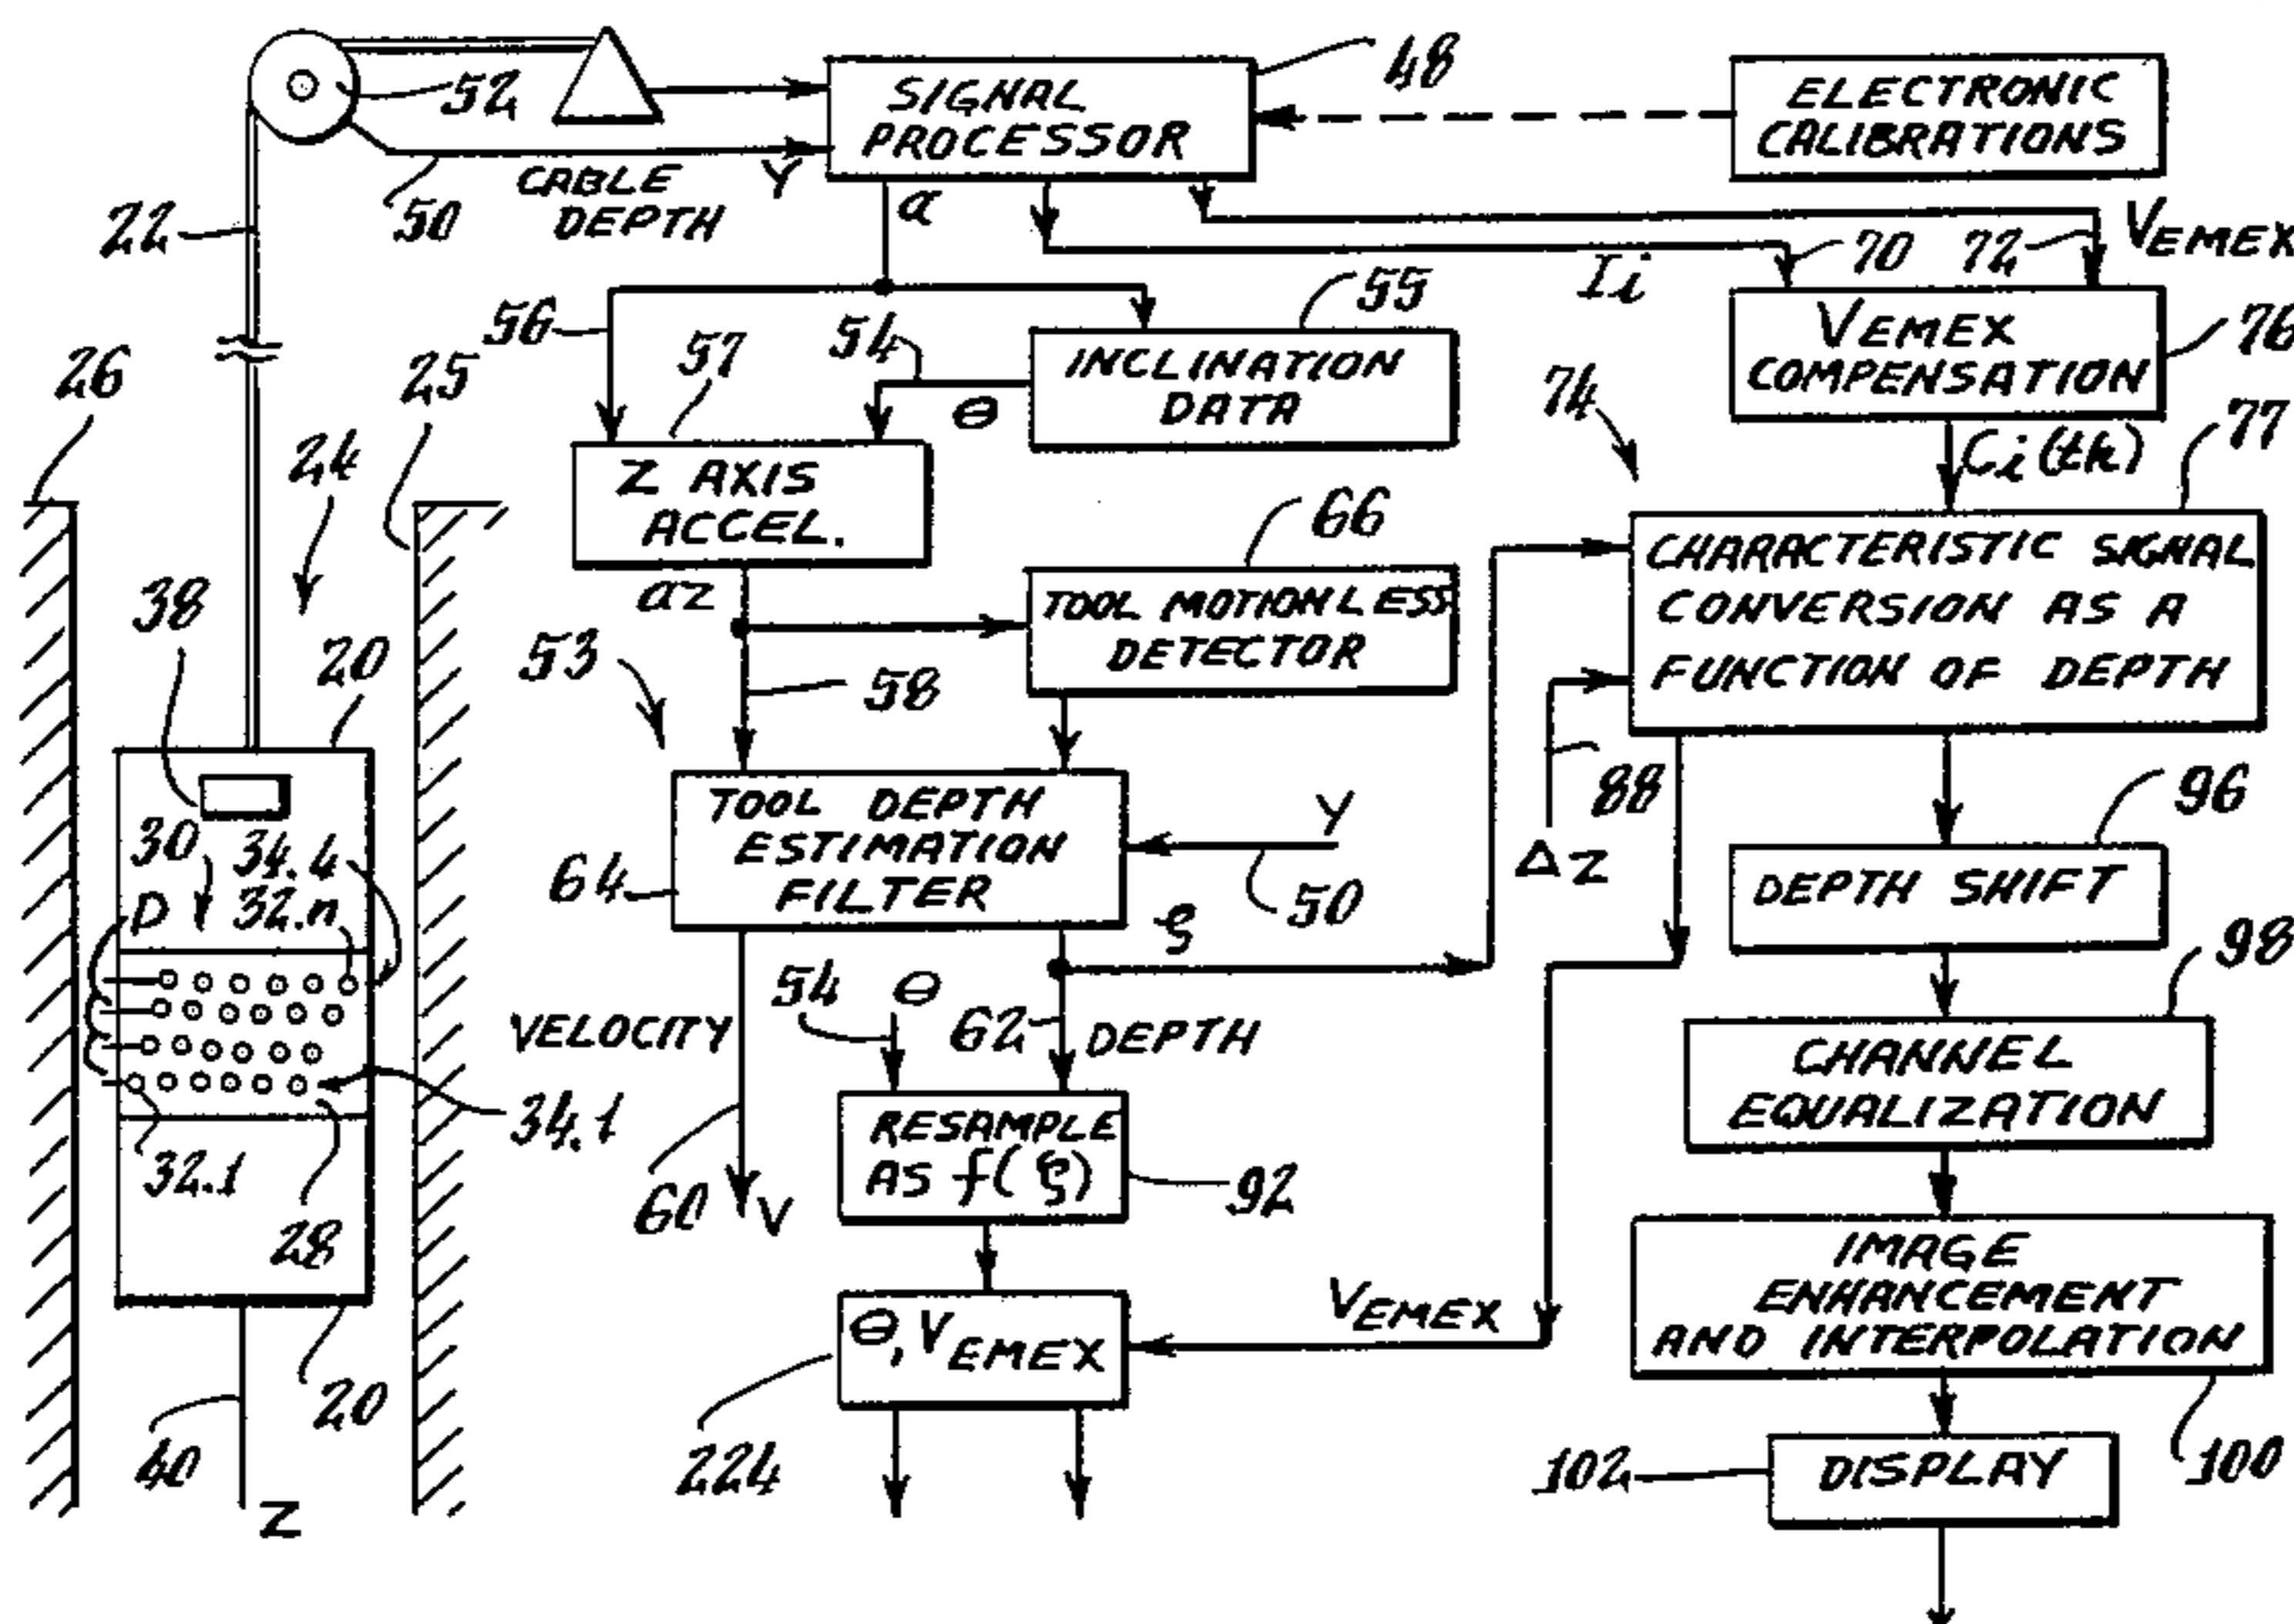 52
SIGNAL
PROCESSOR
48
ELECTRONIC
CALIBRATIONS
Y
CABLE
DEPTH
50
22
a
70
72
VEMEX
Ii
56
54
55
57
θ
INCLINATION
DATA
VEMEX
COMPENSATION
76
26
25
24
74
Ci(tk)
77
Z AXIS
ACCEL.
66
az
TOOL MOTIONLESS
DETECTOR
CHARACTERISTIC SIGNAL
CONVERSION AS A
FUNCTION OF DEPTH
38
20
53
58
88
ΔZ
96
TOOL DEPTH
ESTIMATION
FILTER
Y
50
64
DEPTH SHIFT
30
34.4
P
32.n
98
54
θ
62
DEPTH
VELOCITY
CHANNEL
EQUALIZATION
34.1
32.1
28
60
V
RESAMPLE
AS f( )
92
IMAGE
ENHANCEMENT
AND INTERPOLATION
VEMEX
θ, VEMEX
20
40
Z
224
100
102
DISPLAY